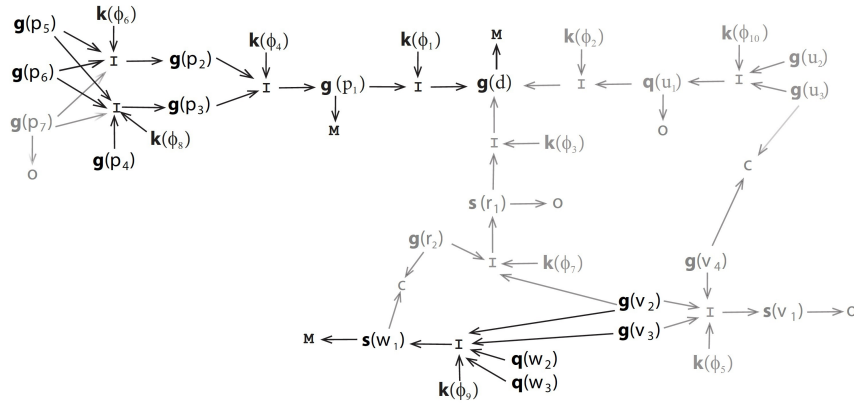 g(p₅) k(ϕ₆)
k(ϕ₄) k(ϕ₁) M k(ϕ₂) k(ϕ₁₀)
I g(p₂) g(u₂)
g(p₆) I g(p₁) I g(d) I q(u₁) I
g(u₃)
I g(p₃)
g(p₇) M O
k(ϕ₈) I k(ϕ₃)
g(p₄)
O C
s(r₁) O
g(r₂)
I k(ϕ₇) g(v₄)
C
g(v₂)
I s(v₁) O
g(v₃)
M s(w₁) I
q(w₂) k(ϕ₅)
q(w₃)
k(ϕ₉)